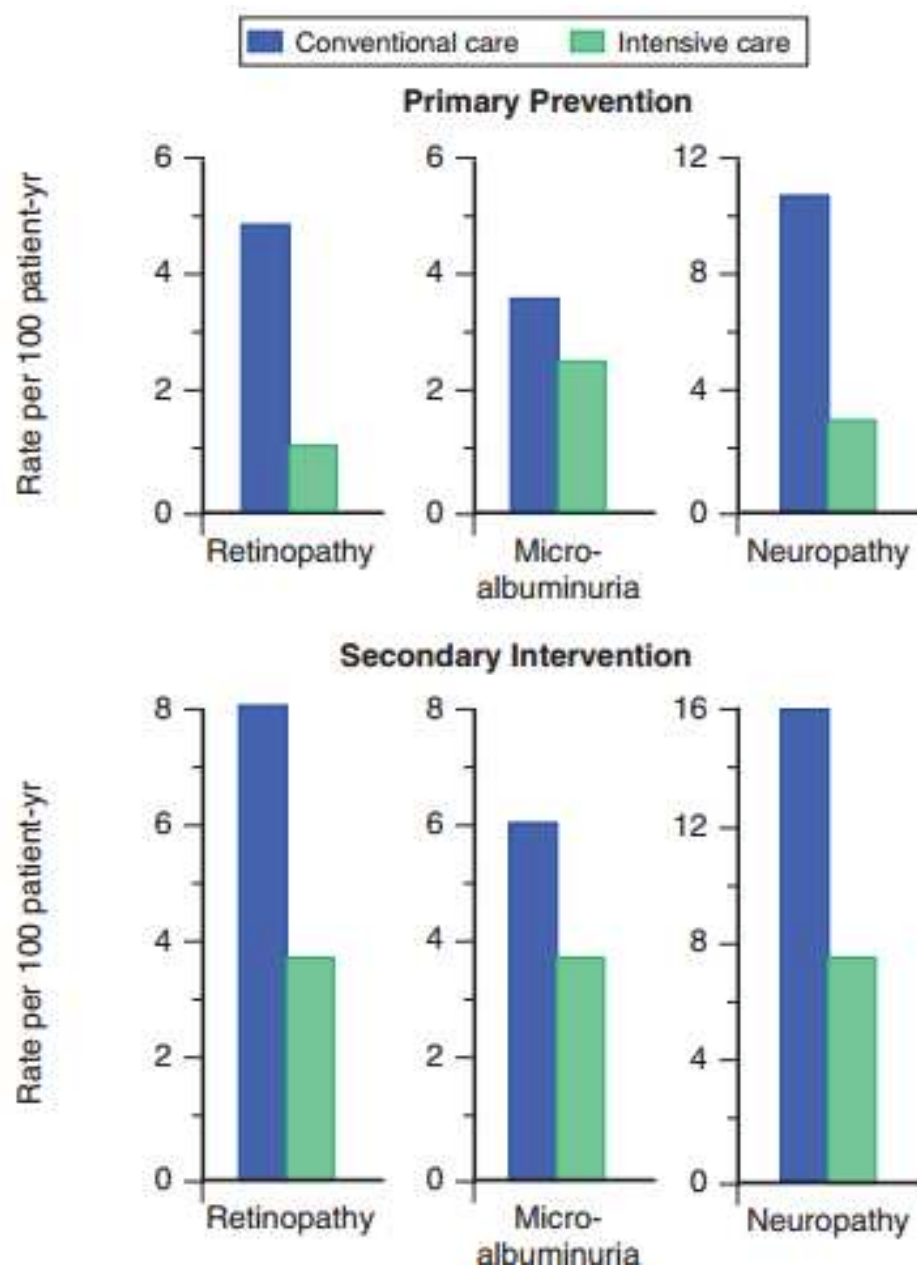 Conventional care Intensive care
Primary Prevention
Rate per 100 patient-yr
6
4
2
0
Retinopathy
6
4
2
0
Micro-
albuminuria
12
8
4
0
Neuropathy
Secondary Intervention
Rate per 100 patient-yr
8
6
4
2
0
Retinopathy
8
6
4
2
0
Micro-
albuminuria
16
12
8
4
0
Neuropathy